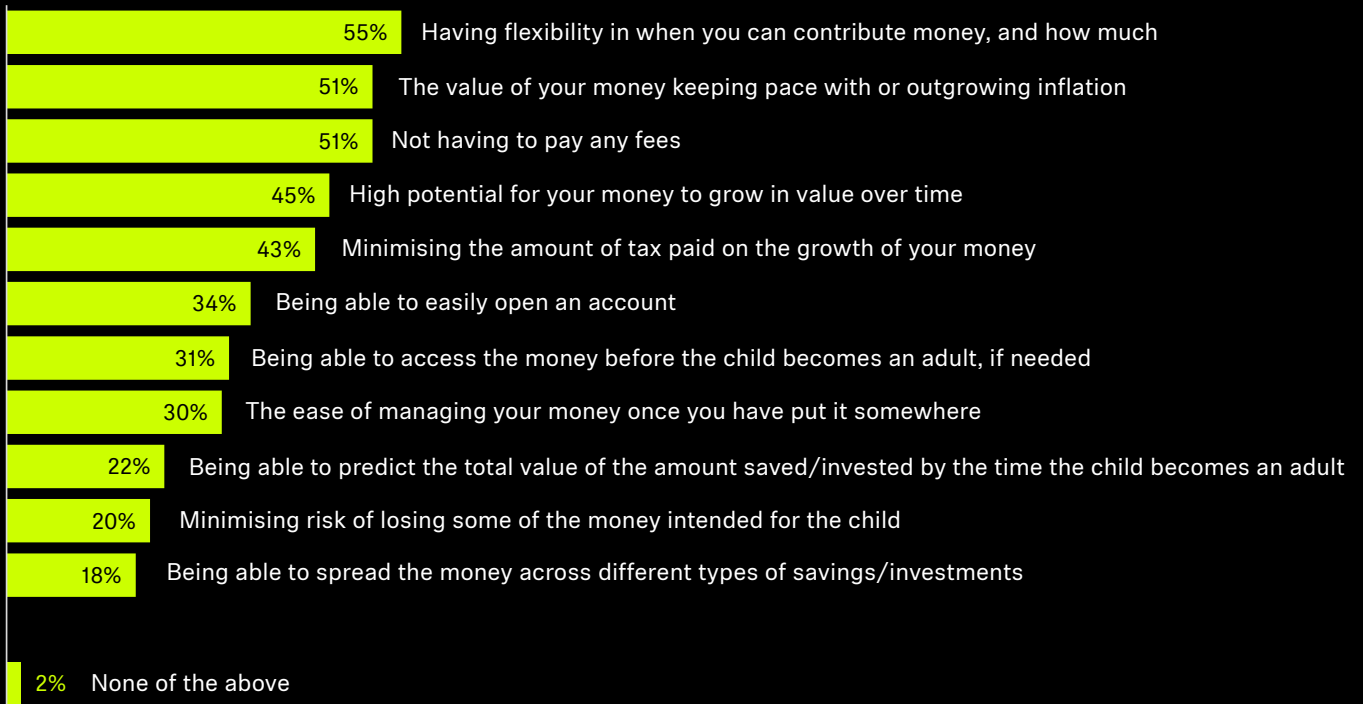 55% Having flexibility in when you can contribute money, and how much
51% The value of your money keeping pace with or outgrowing inflation
51% Not having to pay any fees
45% High potential for your money to grow in value over time
43% Minimising the amount of tax paid on the growth of your money
34% Being able to easily open an account
31% Being able to access the money before the child becomes an adult, if needed
30% The ease of managing your money once you have put it somewhere
22% Being able to predict the total value of the amount saved/invested by the time the child becomes an adult
20% Minimising risk of losing some of the money intended for the child
18% Being able to spread the money across different types of savings/investments
2% None of the above